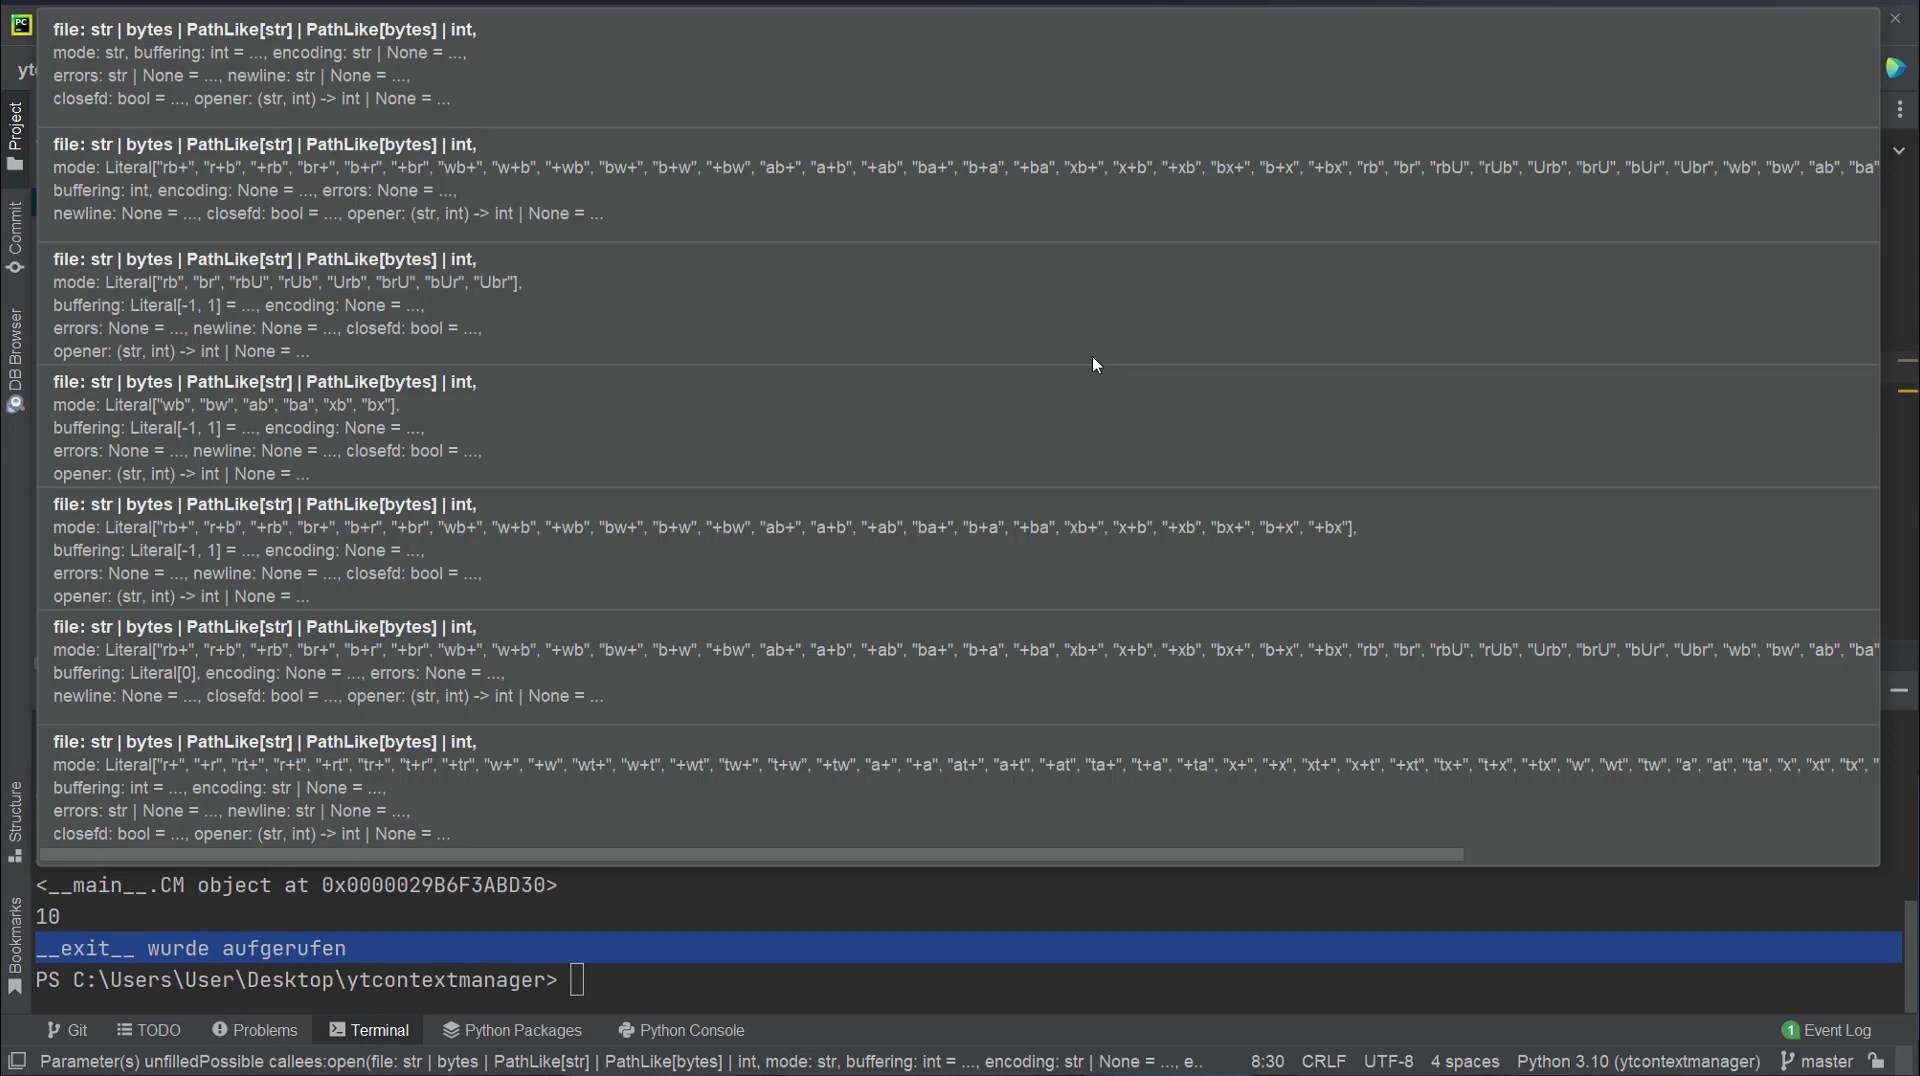 PC
file: str | bytes | PathLike[str] | PathLike[bytes] | int,
mode: str, buffering: int = ..., encoding: str | None = ...,
errors: str | None = ..., newline: str | None = ...,
closefd: bool = ..., opener: (str, int) -> int | None = ...
file: str | bytes | PathLike[str] | PathLike[bytes] | int,
mode: Literal["rb+", "r+b", "+rb", "br+", "b+r", "+br", "wb+", "w+b", "+wb", "bw+", "b+w", "+bw", "ab+", "a+b", "+ab", "ba+", "b+a", "+ba", "xb+", "x+b", "+xb", "bx+", "b+x", "+bx", "rb", "br", "rbU", "rUb", "Urb", "brU", "bUr", "Ubr", "wb", "bw", "ab", "ba"
buffering: int, encoding: None = ..., errors: None = ...,
newline: None = ..., closefd: bool = ..., opener: (str, int) -> int | None = ...
file: str | bytes | PathLike[str] | PathLike[bytes] | int,
mode: Literal["rb", "br", "rbU", "rUb", "Urb", "brU", "bUr", "Ubr"],
buffering: Literal[-1, 1] = ..., encoding: None = ...,
errors: None = ..., newline: None = ..., closefd: bool = ...,
opener: (str, int) -> int | None = ...
file: str | bytes | PathLike[str] | PathLike[bytes] | int,
mode: Literal["wb", "bw", "ab", "ba", "xb", "bx"],
buffering: Literal[-1, 1] = ..., encoding: None = ...,
errors: None = ..., newline: None = ..., closefd: bool = ...,
opener: (str, int) -> int | None = ...
file: str | bytes | PathLike[str] | PathLike[bytes] | int,
mode: Literal["rb+", "r+b", "+rb", "br+", "b+r", "+br", "wb+", "w+b", "+wb", "bw+", "b+w", "+bw", "ab+", "a+b", "+ab", "ba+", "b+a", "+ba", "xb+", "x+b", "+xb", "bx+", "b+x", "+bx"],
buffering: Literal[-1, 1] = ..., encoding: None = ...,
errors: None = ..., newline: None = ..., closefd: bool = ...,
opener: (str, int) -> int | None = ...
file: str | bytes | PathLike[str] | PathLike[bytes] | int,
mode: Literal["rb+", "r+b", "+rb", "br+", "b+r", "+br", "wb+", "w+b", "+wb", "bw+", "b+w", "+bw", "ab+", "a+b", "+ab", "ba+", "b+a", "+ba", "xb+", "x+b", "+xb", "bx+", "b+x", "+bx", "rb", "br", "rbU", "rUb", "Urb", "brU", "bUr", "Ubr", "wb", "bw", "ab", "ba"
buffering: Literal[0], encoding: None = ..., errors: None = ...,
newline: None = ..., closefd: bool = ..., opener: (str, int) -> int | None = ...
file: str | bytes | PathLike[str] | PathLike[bytes] | int,
mode: Literal["r+", "+r", "rt+", "r+t", "+rt", "tr+", "t+r", "+tr", "w+", "+w", "wt+", "w+t", "+wt", "tw+", "t+w", "+tw", "a+", "+a", "at+", "a+t", "+at", "ta+", "t+a", "+ta", "x+", "+x", "xt+", "x+t", "+xt", "tx+", "t+x", "+tx", "w", "wt", "tw", "a", "at", "ta", "x", "xt", "tx", "
buffering: int = ..., encoding: str | None = ...,
errors: str | None = ..., newline: str | None = ...,
closefd: bool = ..., opener: (str, int) -> int | None = ...
ytc
Project
Commit
DB Browser
Structure
Bookmarks
<__main__.CM object at 0x0000029B6F3ABD30>
10
__exit__ wurde aufgerufen
PS C:\Users\User\Desktop\ytcontextmanager>
Git TODO Problems Terminal Python Packages Python Console 1 Event Log
Parameter(s) unfilledPossible callees:open(file: str | bytes | PathLike[str] | PathLike[bytes] | int, mode: str, buffering: int = ..., encoding: str | None = ..., e.. 8:30 CRLF UTF-8 4 spaces Python 3.10 (ytcontextmanager) master